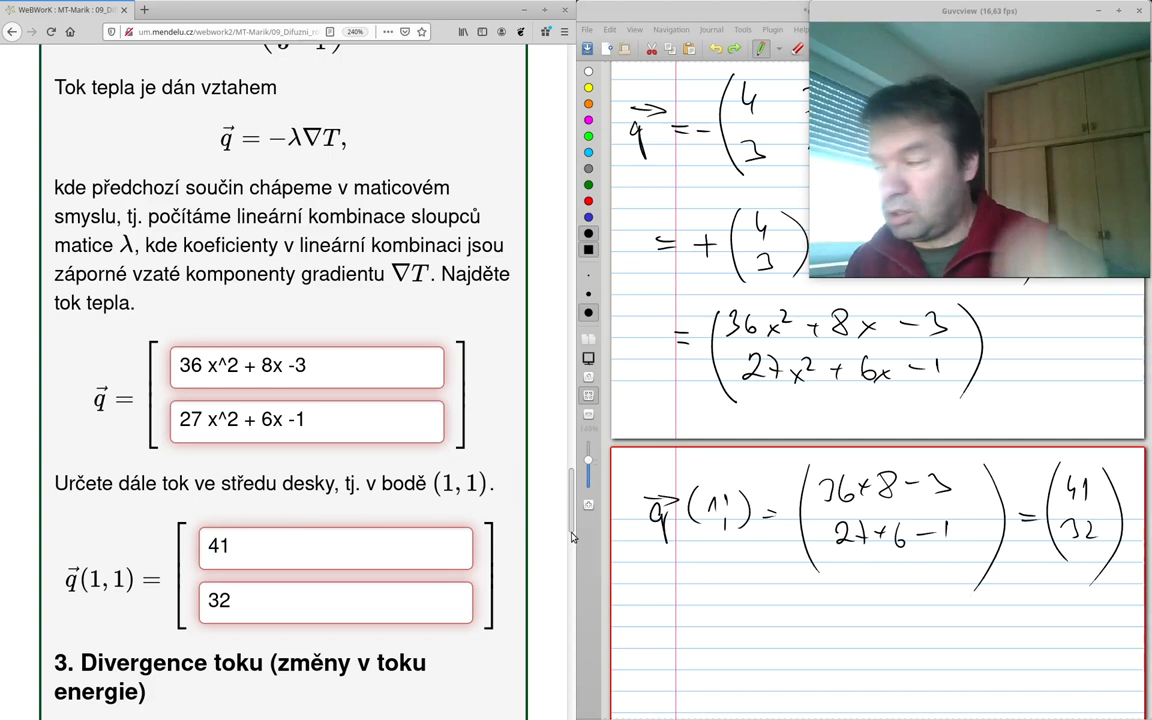 WeBWorK : MT-Marik : 09_Difuzni_r
Guvcview (16,63 fps)
um.mendelu.cz/webwork2/MT-Marik/09_Difuzni_r
240%
File Edit View Navigation Journal Tools Plugin Help
Tok tepla je dán vztahem
q⃗ = −λ∇T,
kde předchozí součin chápeme v maticovém
smyslu, tj. počítáme lineární kombinace sloupců
matice λ, kde koeficienty v lineární kombinaci jsou
záporné vzaté komponenty gradientu ∇T. Najděte
tok tepla.
q⃗ =
36 x^2 + 8x -3
27 x^2 + 6x -1
Určete dále tok ve středu desky, tj. v bodě (1, 1).
q⃗(1, 1) =
41
32
3. Divergence toku (změny v toku
energie)
149%
q⃗ = −
4
3
= +
4
3
=
36x² + 8x − 3
27x² + 6x − 1
q⃗(1,1) =
36+8−3
27+6−1
=
41
32